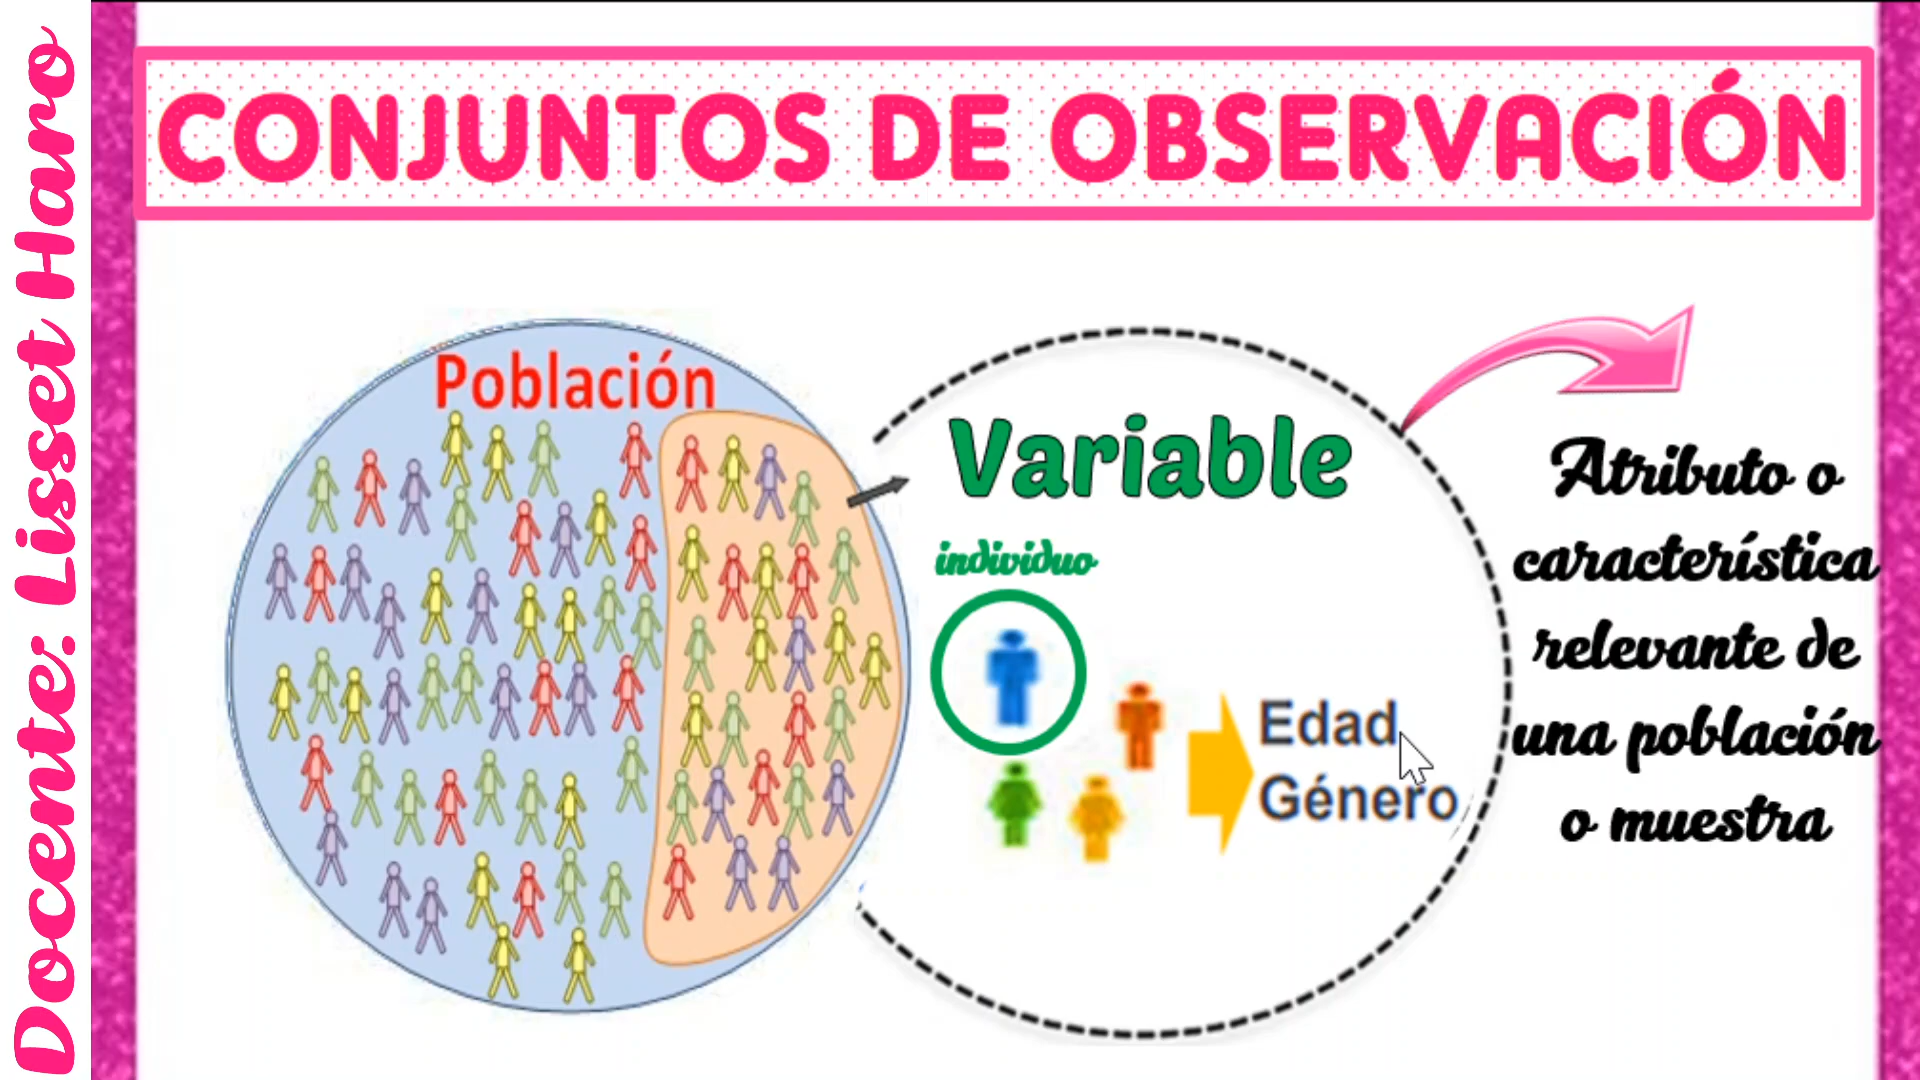 Docente: Lisset Haro
CONJUNTOS DE OBSERVACIÓN
Población
Variable
individuo
Edad
Género
Atributo o
característica
relevante de
una población
o muestra